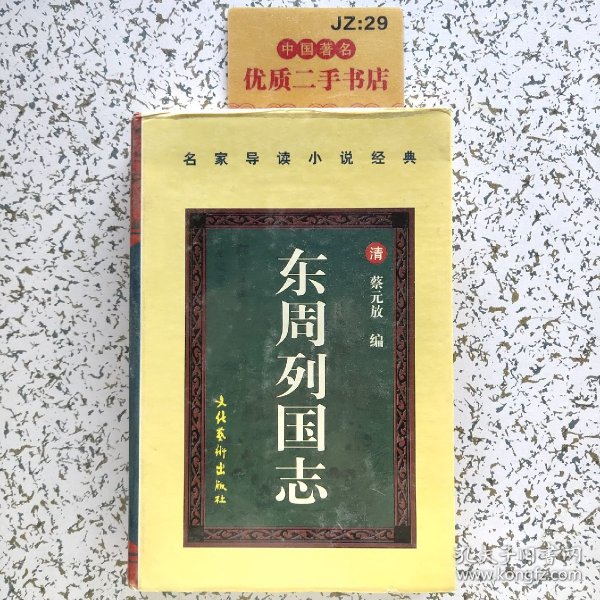 JZ:29
中国著名
优质二手书店
名家导读小说经典
清
蔡元放 编
东周列国志
文化艺术出版社
孔夫子旧书网
www.kongfz.com